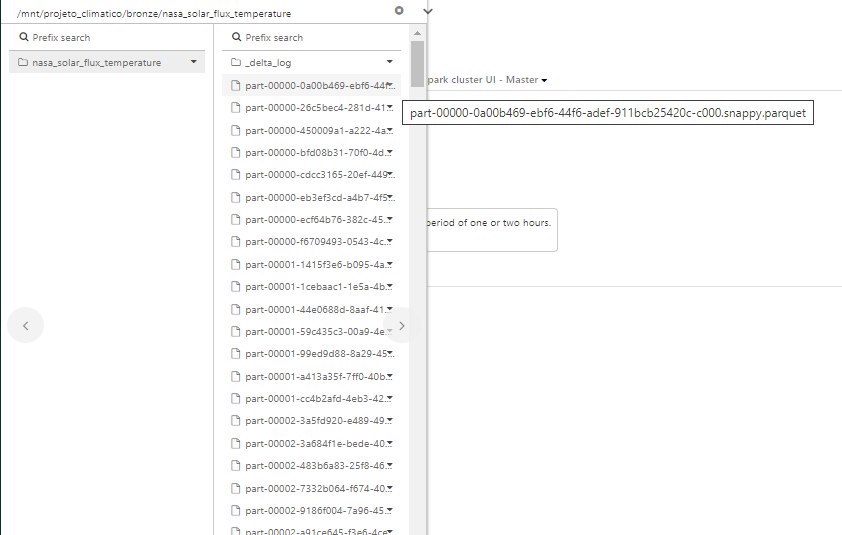 /mnt/projeto_climatico/bronze/nasa_solar_flux_temperature
Prefix search
nasa_solar_flux_temperature
Prefix search
_delta_log
part-00000-0a00b469-ebf6-44f...
part-00000-26c5bec4-281d-41...
part-00000-450009a1-a222-4a...
part-00000-bfd08b31-70f0-4d...
part-00000-cdcc3165-20ef-449...
part-00000-eb3ef3cd-a4b7-4f5...
part-00000-ecf64b76-382c-45...
part-00000-f6709493-0543-4c...
part-00001-1415f3e6-b095-4a...
part-00001-1cebaac1-1e5a-4b...
part-00001-44e0688d-8aaf-41...
part-00001-59c435c3-00a9-4e...
part-00001-99ed9d88-8a29-45...
part-00001-a413a35f-7ff0-40b...
part-00001-cc4b2afd-4eb3-42...
part-00002-3a5fd920-e489-49...
part-00002-3a684f1e-bede-40...
part-00002-483b6a83-25f8-46...
part-00002-7332b064-f674-40...
part-00002-9186f004-7a96-45...
part-00002-a91ce645-f3e6-4ce...
park cluster UI - Master
part-00000-0a00b469-ebf6-44f6-adef-911bcb25420c-c000.snappy.parquet
period of one or two hours.